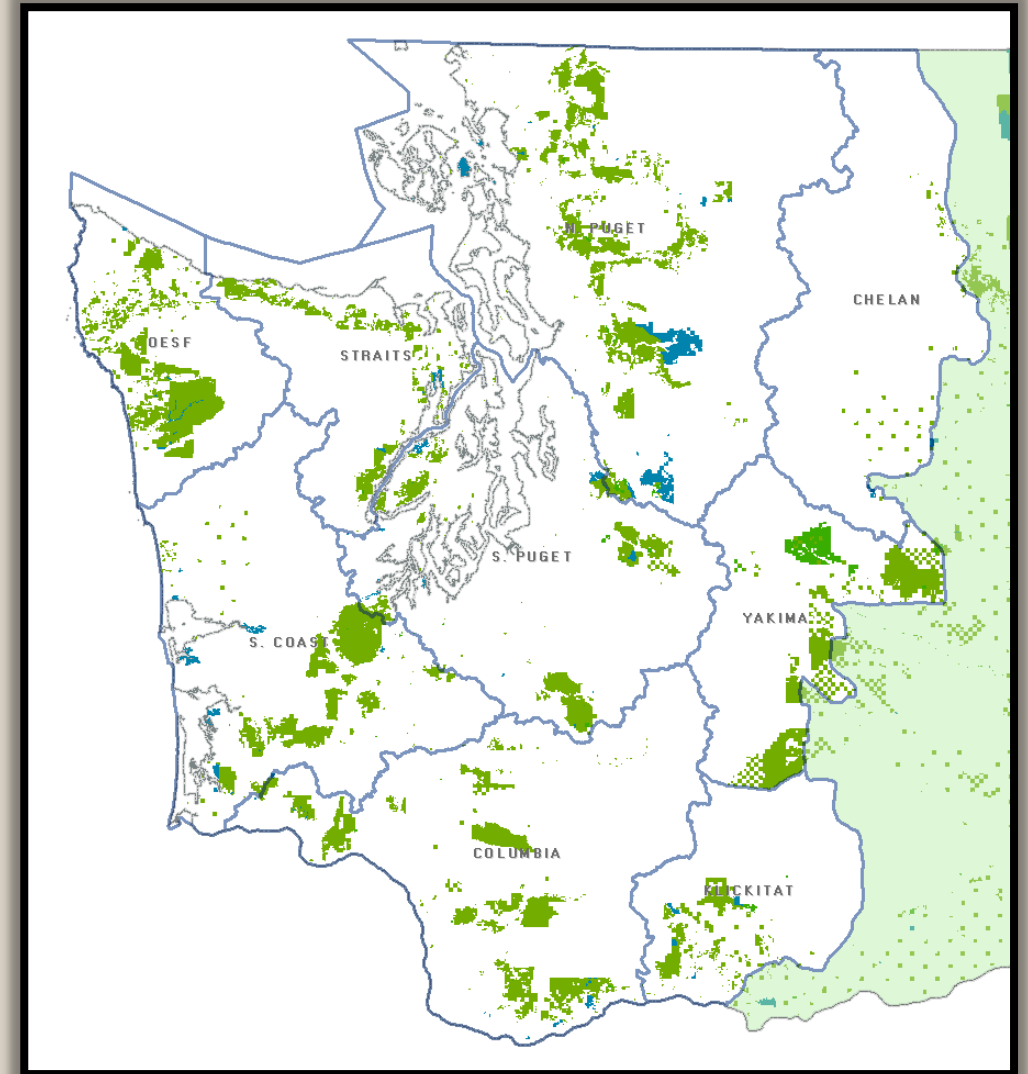 N. PUGET
CHELAN
OESF
STRAITS
S. PUGET
YAKIMA
S. COAST
COLUMBIA
KLICKITAT